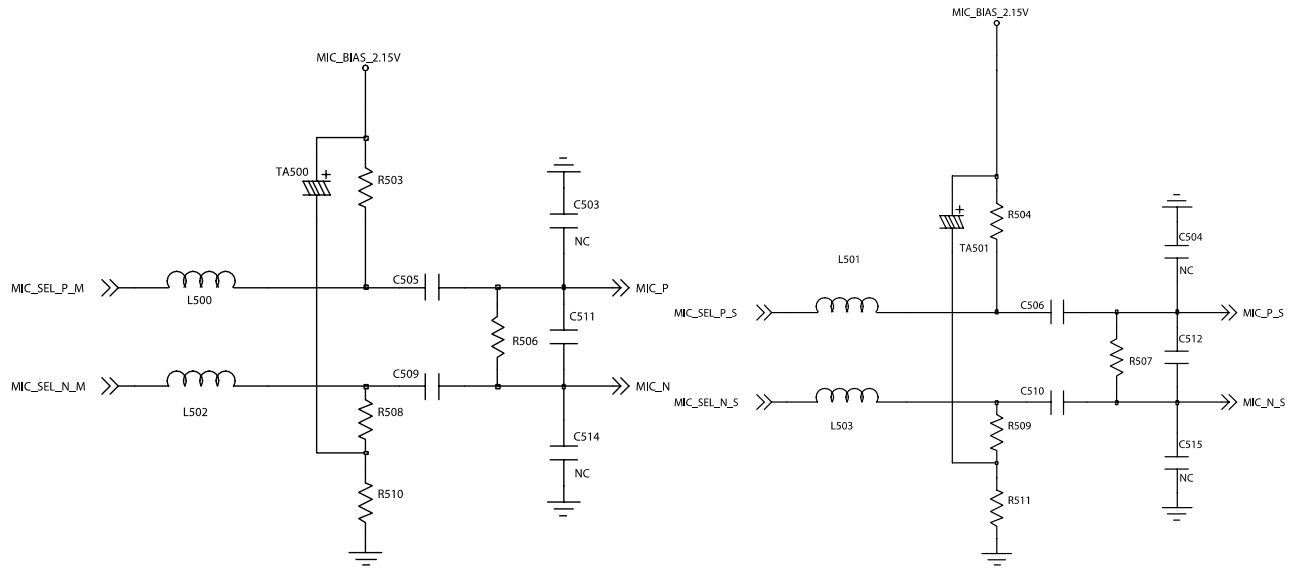 MIC_BIAS_2.15V
TA500
+
R503
C503
NC
MIC_SEL_P_M
L500
C505
MIC_P
C511
R506
MIC_SEL_N_M
L502
C509
MIC_N
R508
C514
NC
R510
MIC_BIAS_2.15V
+
R504
TA501
C504
NC
L501
MIC_SEL_P_S
C506
MIC_P_S
C512
R507
MIC_SEL_N_S
L503
C510
MIC_N_S
R509
C515
NC
R511